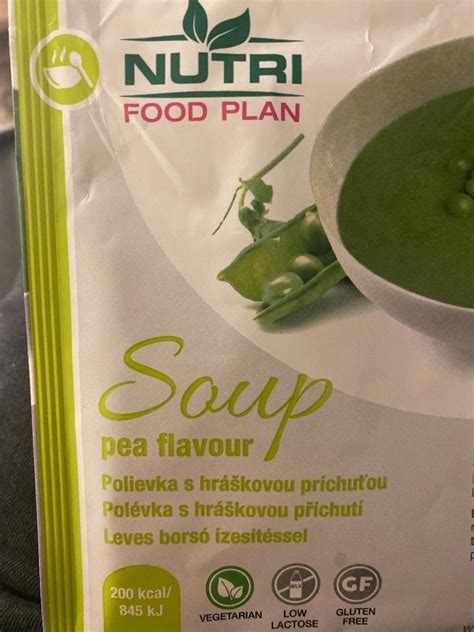 NUTRI
FOOD PLAN
Soup
pea flavour
Polievka s hráškovou príchuťou
Polévka s hráškovou příchutí
Leves borsó ízesítéssel
200 kcal/
845 kJ
VEGETARIAN
LOW
LACTOSE
GF
GLUTEN
FREE